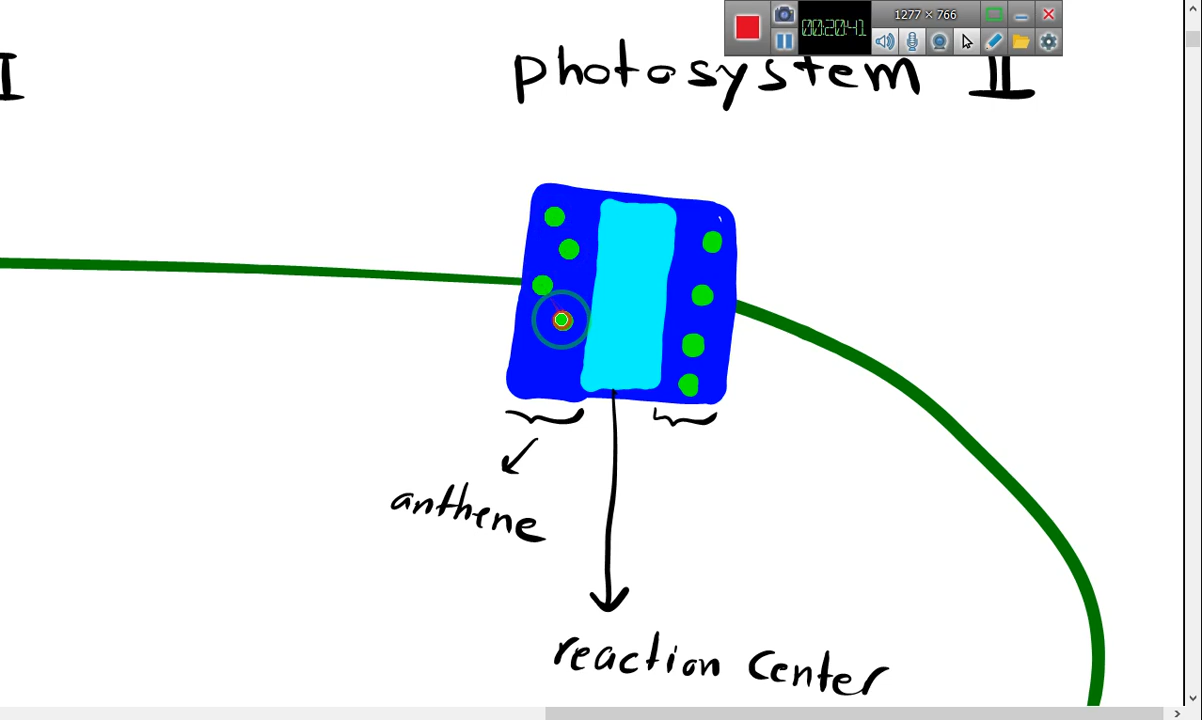 1277 × 766
00:20:41
I
photosystem II
anthene
reaction center